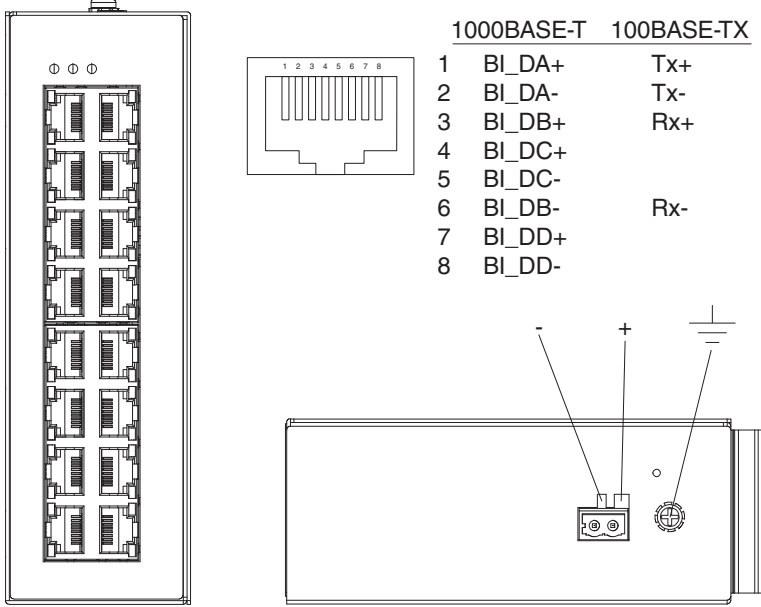 1000BASE-T 100BASE-TX
1 2 3 4 5 6 7 8
1 BI_DA+ Tx+
2 BI_DA- Tx-
3 BI_DB+ Rx+
4 BI_DC+
5 BI_DC-
6 BI_DB- Rx-
7 BI_DD+
8 BI_DD-
- +